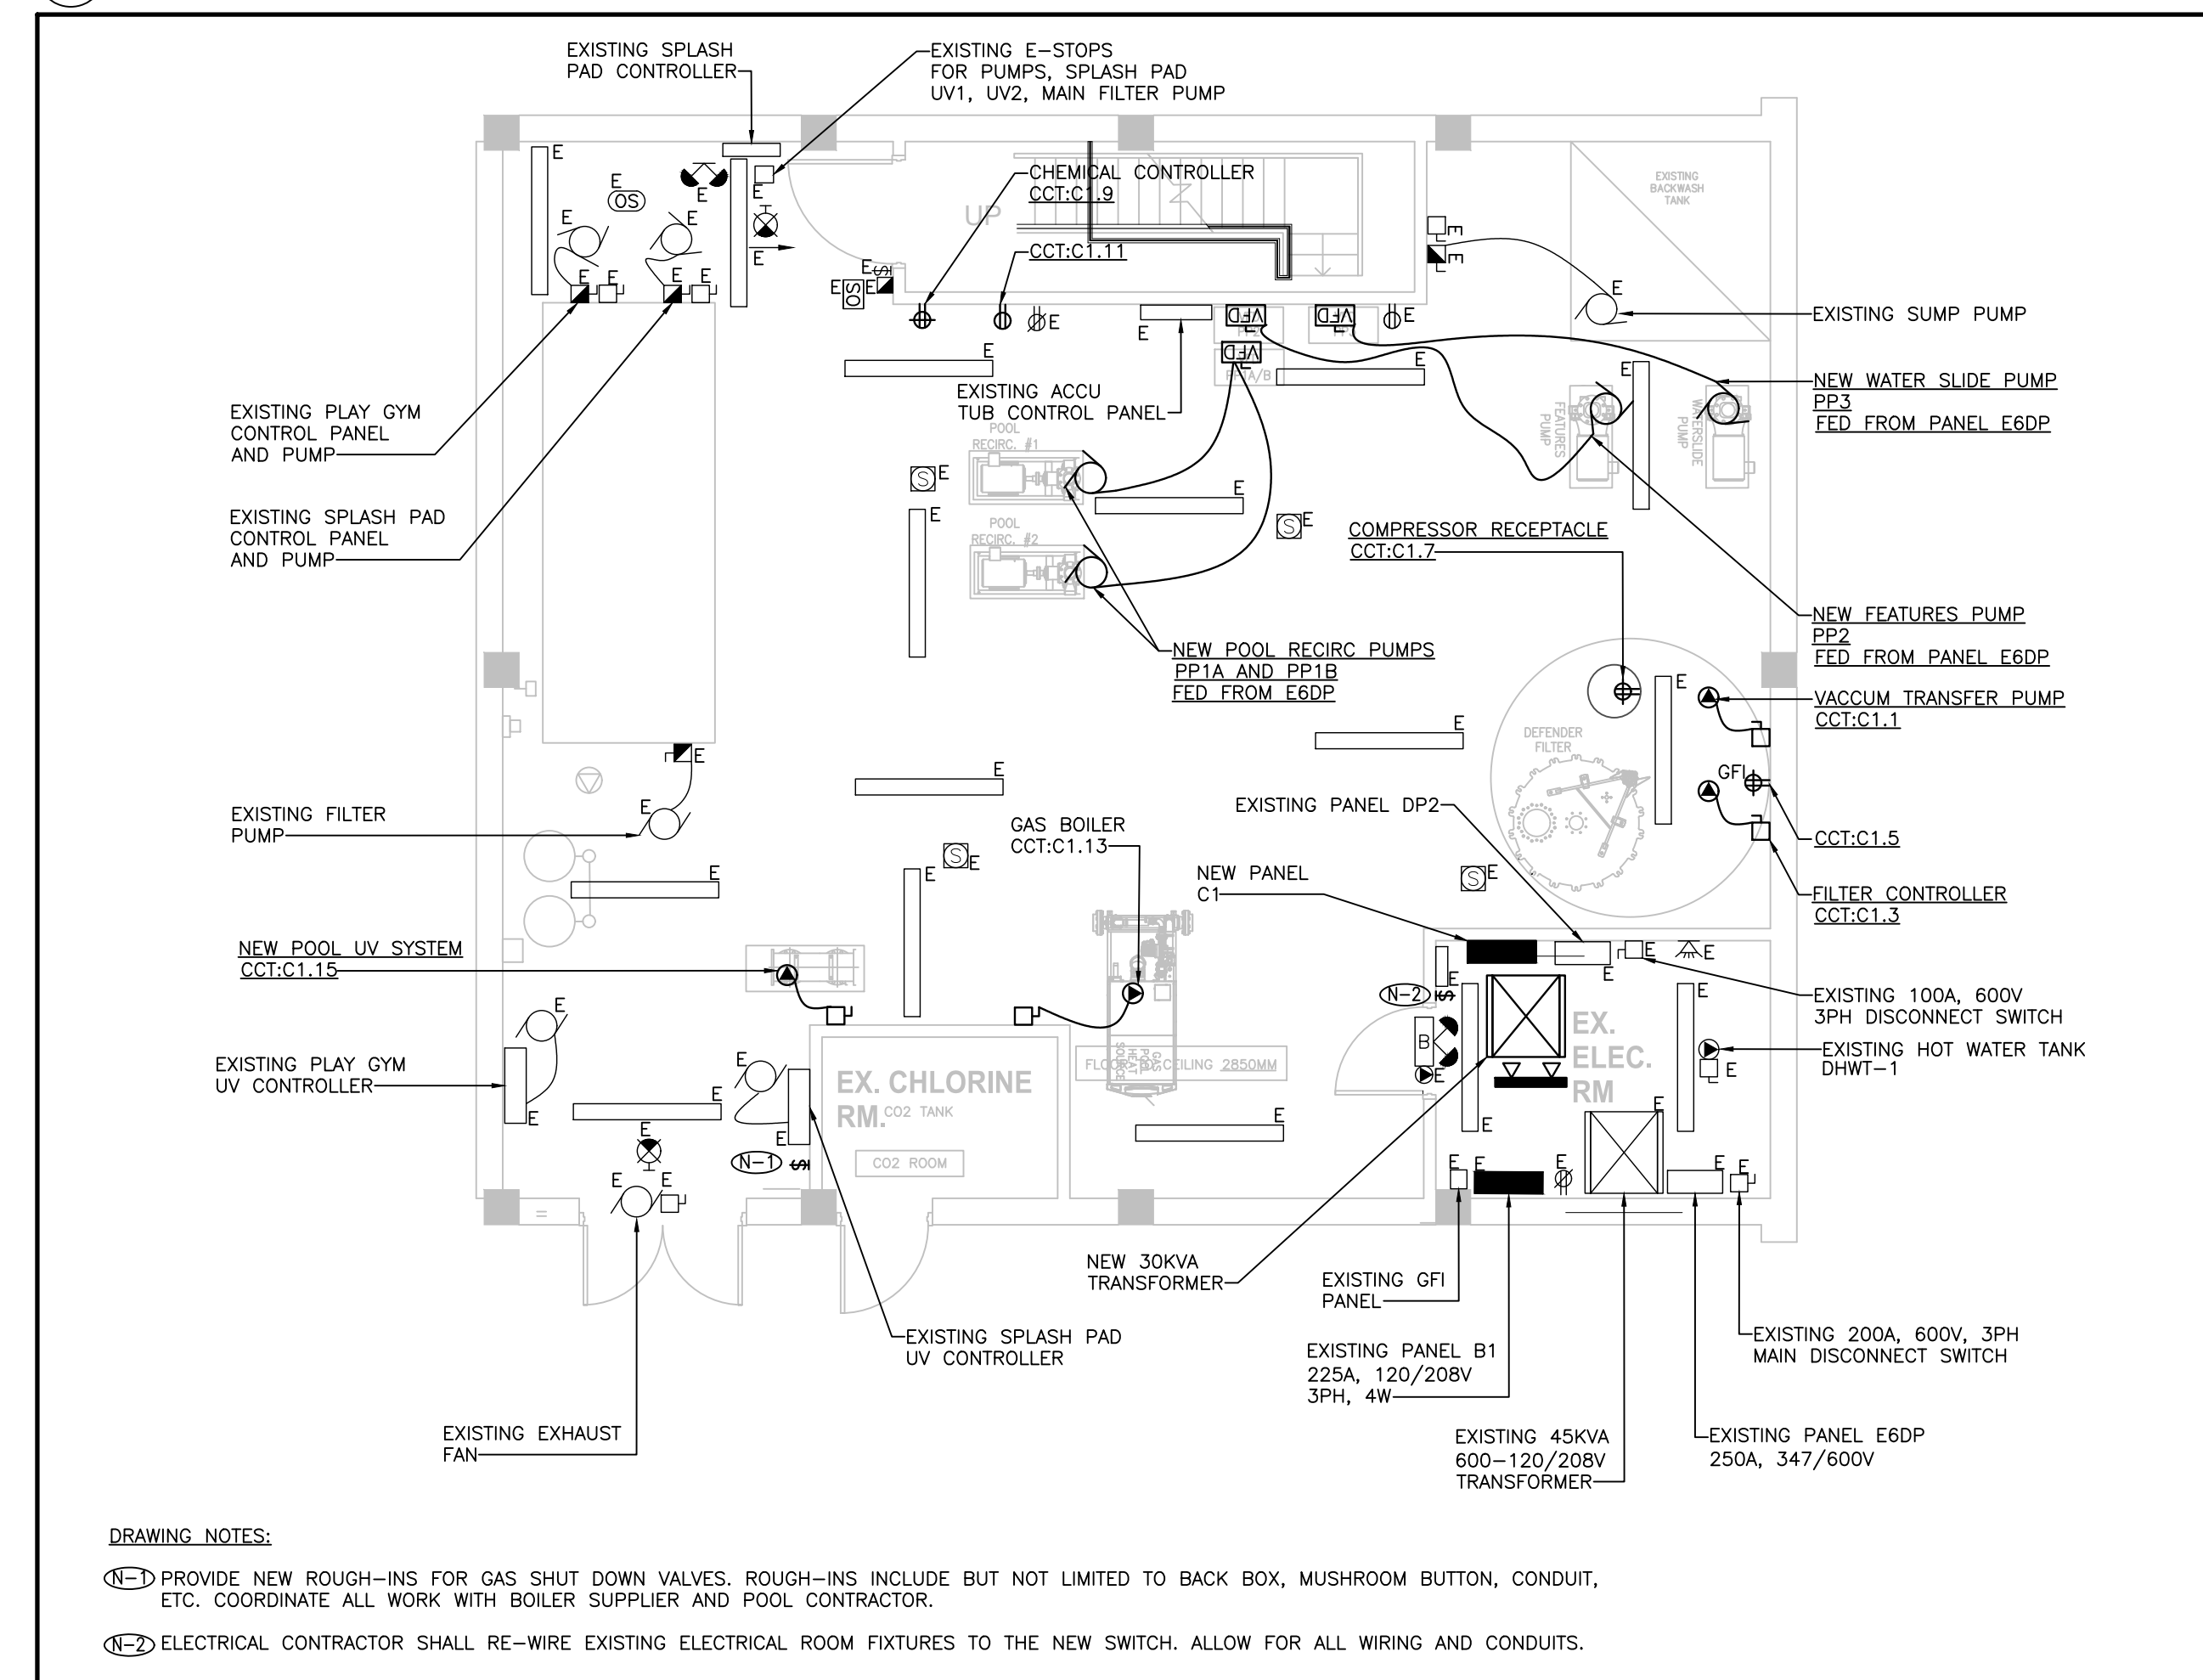 EXISTING SPLASH
PAD CONTROLLER
EXISTING E-STOPS
FOR PUMPS, SPLASH PAD
UV1, UV2, MAIN FILTER PUMP
CHEMICAL CONTROLLER
CCT:C1.9
UP
CCT:C1.11
EXISTING
BACKWASH
TANK
E
OS
E
SO
E
VFD
VFD
VFD
PP2
PP1A/B
EXISTING SUMP PUMP
EXISTING ACCU
TUB CONTROL PANEL
NEW WATER SLIDE PUMP
PP3
FED FROM PANEL E6DP
EXISTING PLAY GYM
CONTROL PANEL
AND PUMP
POOL
RECIRC. #1
FEATURES
PUMP
WATERSLIDE
PUMP
S E
EXISTING SPLASH PAD
CONTROL PANEL
AND PUMP
POOL
RECIRC. #2
S E
COMPRESSOR RECEPTACLE
CCT:C1.7
NEW FEATURES PUMP
PP2
FED FROM PANEL E6DP
NEW POOL RECIRC PUMPS
PP1A AND PP1B
FED FROM E6DP
VACCUM TRANSFER PUMP
CCT:C1.1
DEFENDER
FILTER
GFI
EXISTING FILTER
PUMP
EXISTING PANEL DP2
GAS BOILER
CCT:C1.13
CCT:C1.5
S E
NEW PANEL
C1
S E
FILTER CONTROLLER
CCT:C1.3
NEW POOL UV SYSTEM
CCT:C1.15
N-2
EXISTING 100A, 600V
3PH DISCONNECT SWITCH
EX.
ELEC.
RM
B
EXISTING HOT WATER TANK
DHWT-1
EXISTING PLAY GYM
UV CONTROLLER
EX. CHLORINE
RM.
CO2 TANK
CEILING 2850MM
GAS
POOL
HEAT
N-1
CO2 ROOM
NEW 30KVA
TRANSFORMER
EXISTING GFI
PANEL
EXISTING SPLASH PAD
UV CONTROLLER
EXISTING PANEL B1
225A, 120/208V
3PH, 4W
EXISTING 200A, 600V, 3PH
MAIN DISCONNECT SWITCH
EXISTING EXHAUST
FAN
EXISTING 45KVA
600-120/208V
TRANSFORMER
EXISTING PANEL E6DP
250A, 347/600V
DRAWING NOTES:
N-1 PROVIDE NEW ROUGH-INS FOR GAS SHUT DOWN VALVES. ROUGH-INS INCLUDE BUT NOT LIMITED TO BACK BOX, MUSHROOM BUTTON, CONDUIT,
ETC. COORDINATE ALL WORK WITH BOILER SUPPLIER AND POOL CONTRACTOR.
N-2 ELECTRICAL CONTRACTOR SHALL RE-WIRE EXISTING ELECTRICAL ROOM FIXTURES TO THE NEW SWITCH. ALLOW FOR ALL WIRING AND CONDUITS.